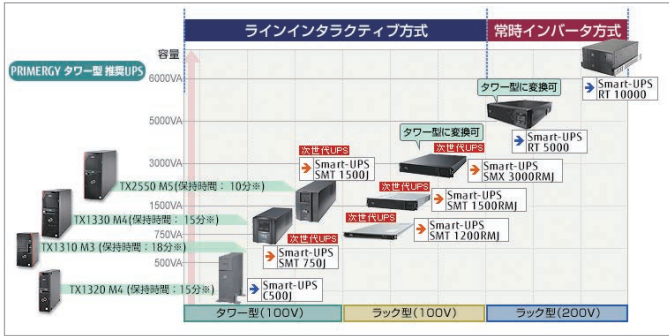 ラインインタラクティブ方式
常時インバータ方式
容量
PRIMERGY タワー型 推奨UPS
6000VA
5000VA
3000VA
1500VA
750VA
500VA
Smart-UPS
RT 10000
タワー型に変換可
Smart-UPS
RT 5000
タワー型に変換可
次世代UPS
Smart-UPS
SMX 3000RMJ
次世代UPS
Smart-UPS
SMT 1500J
次世代UPS
Smart-UPS
SMT 1500RMJ
次世代UPS
Smart-UPS
SMT 1200RMJ
次世代UPS
Smart-UPS
SMT 750J
Smart-UPS
C500J
TX2550 M5(保持時間：10分※)
TX1330 M4(保持時間：15分※)
TX1310 M3 (保持時間：18分※)
TX1320 M4 (保持時間：15分※)
タワー型(100V)
ラック型(100V)
ラック型(200V)